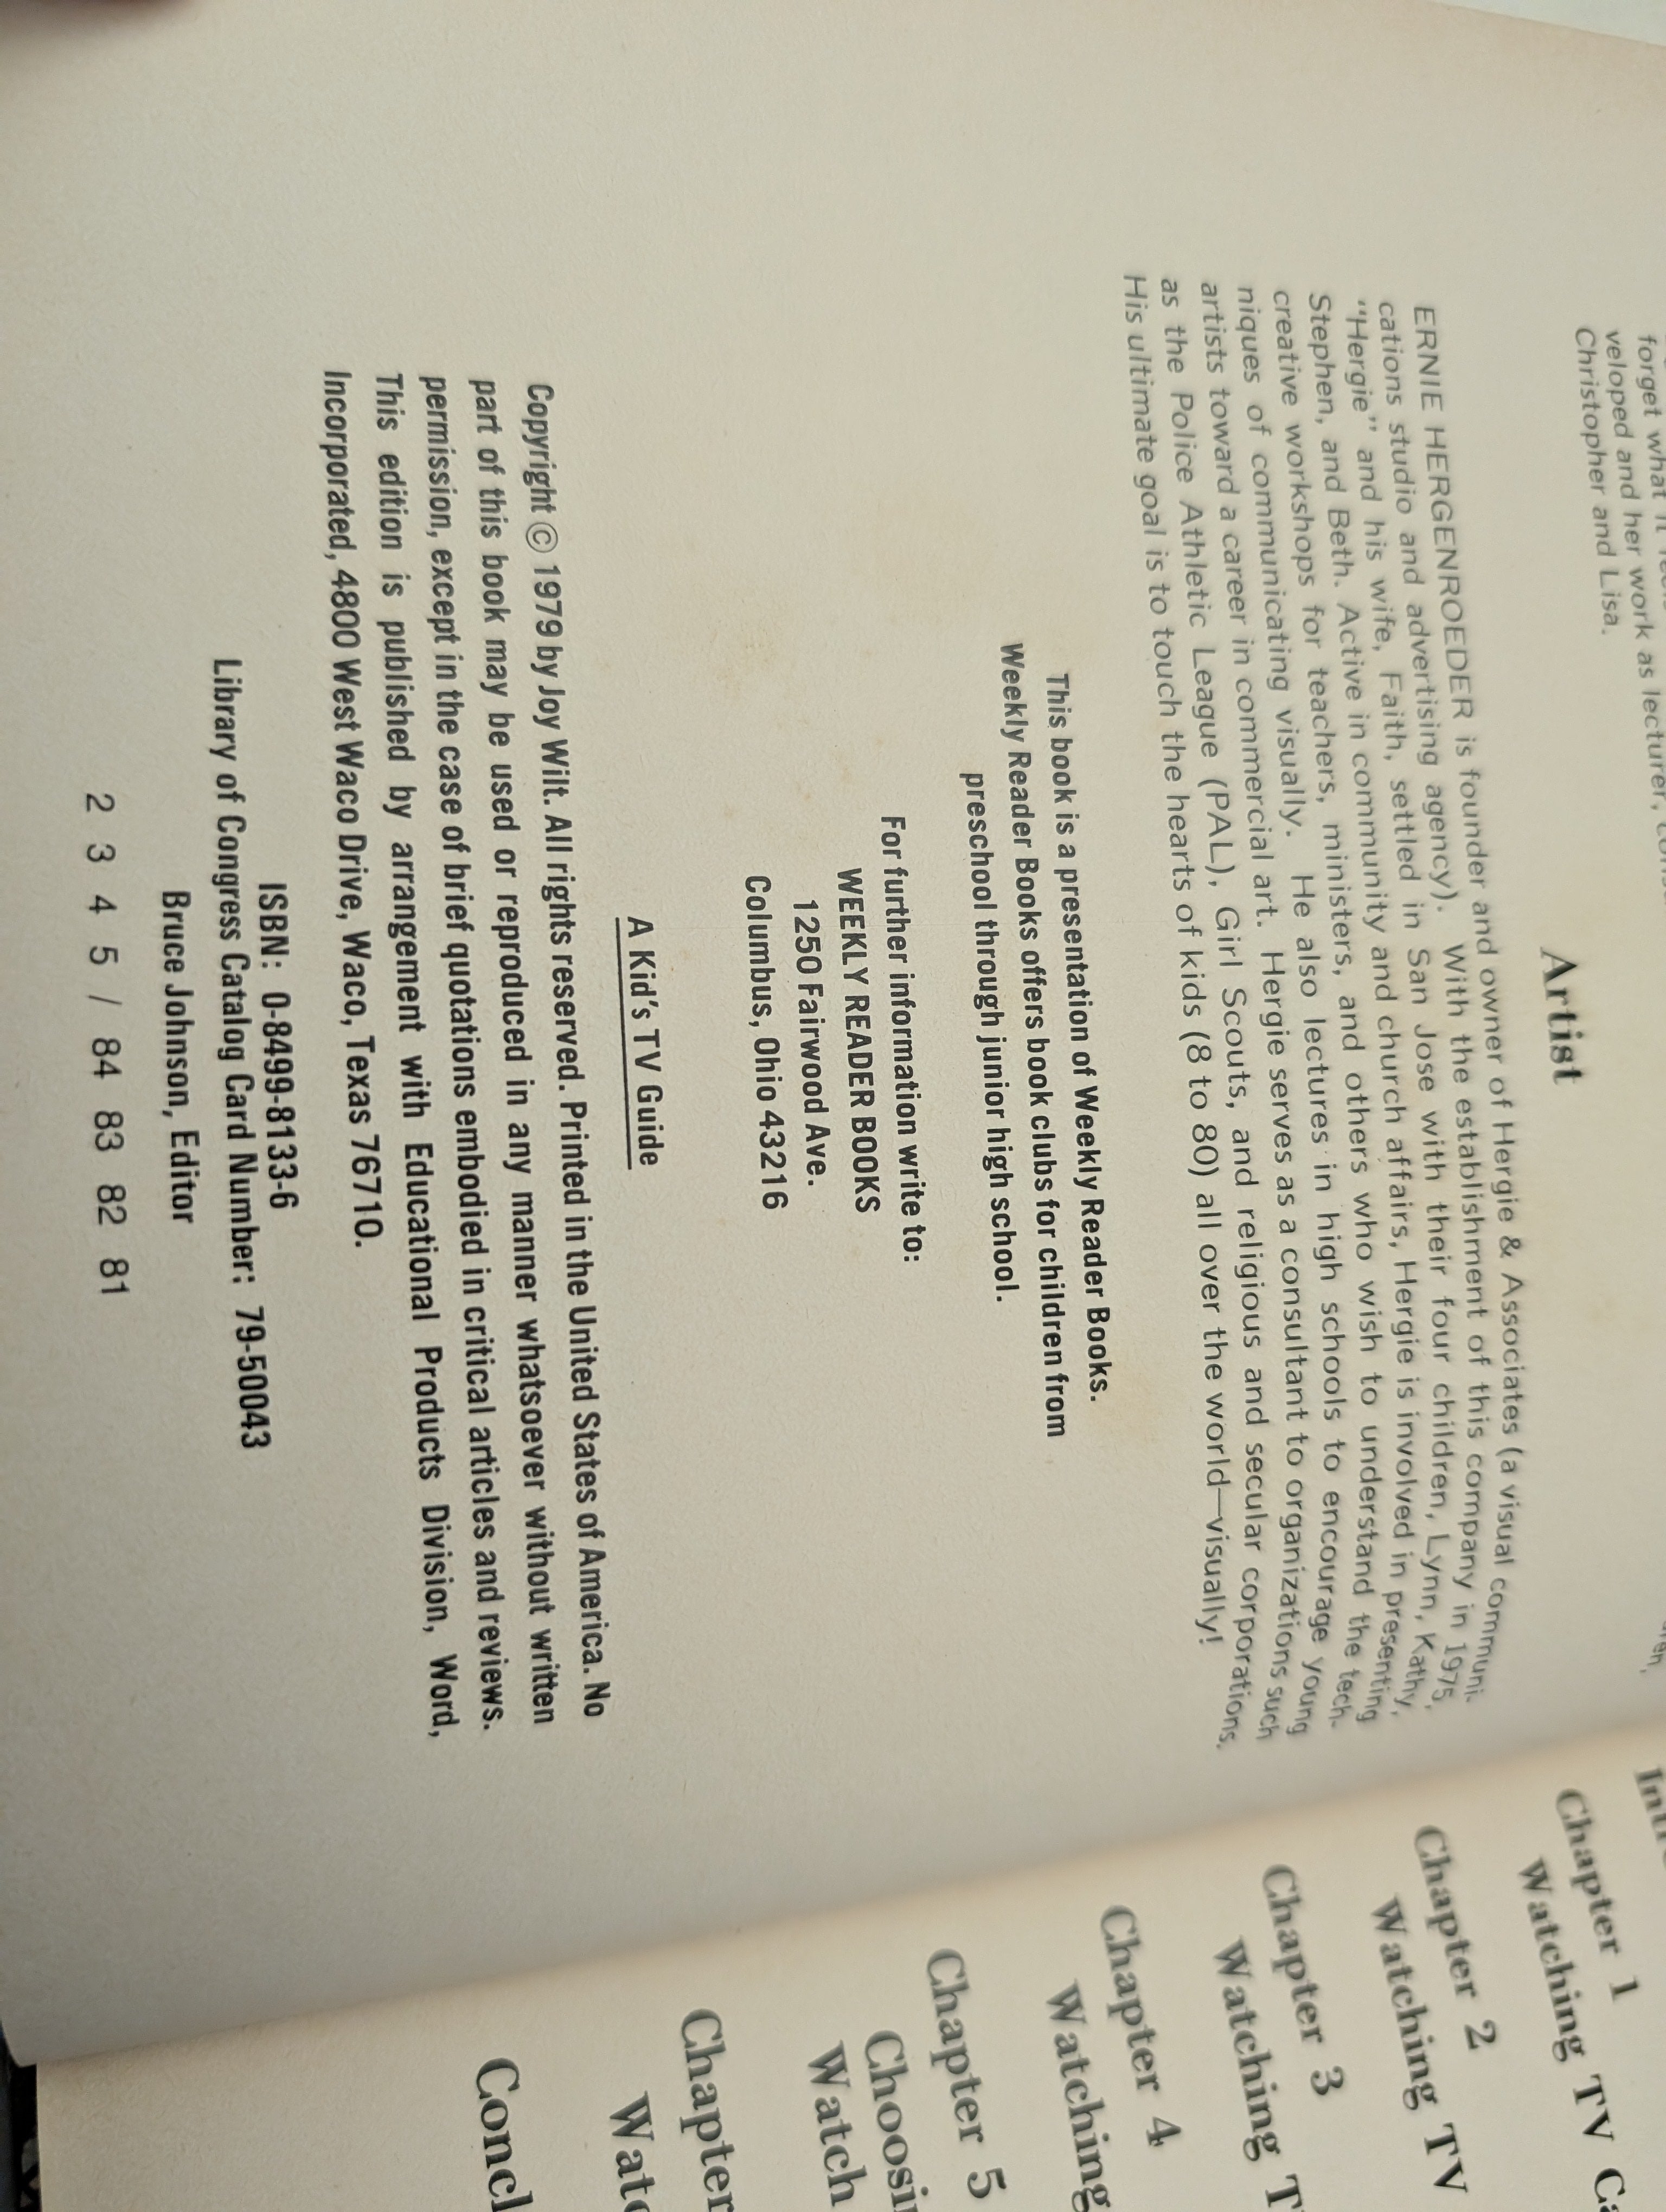 forget what it
veloped and her work as lecturer,
Christopher and Lisa.
Artist
ERNIE HERGENROEDER is founder and owner of Hergie & Associates (a visual communi-
cations studio and advertising agency). With the establishment of this company in 1975,
"Hergie" and his wife, Faith, settled in San Jose with their four children, Lynn, Kathy,
Stephen, and Beth. Active in community and church affairs, Hergie is involved in presenting
creative workshops for teachers, ministers, and others who wish to understand the tech-
niques of communicating visually. He also lectures in high schools to encourage young
artists toward a career in commercial art. Hergie serves as a consultant to organizations such
as the Police Athletic League (PAL), Girl Scouts, and religious and secular corporations.
His ultimate goal is to touch the hearts of kids (8 to 80) all over the world—visually!
This book is a presentation of Weekly Reader Books.
Weekly Reader Books offers book clubs for children from
preschool through junior high school.
For further information write to:
WEEKLY READER BOOKS
1250 Fairwood Ave.
Columbus, Ohio 43216
A Kid's TV Guide
Copyright © 1979 by Joy Wilt. All rights reserved. Printed in the United States of America. No
part of this book may be used or reproduced in any manner whatsoever without written
permission, except in the case of brief quotations embodied in critical articles and reviews.
This edition is published by arrangement with Educational Products Division, Word,
Incorporated, 4800 West Waco Drive, Waco, Texas 76710.
ISBN: 0-8499-8133-6
Library of Congress Catalog Card Number: 79-50043
Bruce Johnson, Editor
2 3 4 5 / 84 83 82 81
Chapter 1
Watching TV
Chapter 2
Watching TV
Chapter 3
Watching
Chapter 4
Watching
Chapter 5
Watch
Chapter